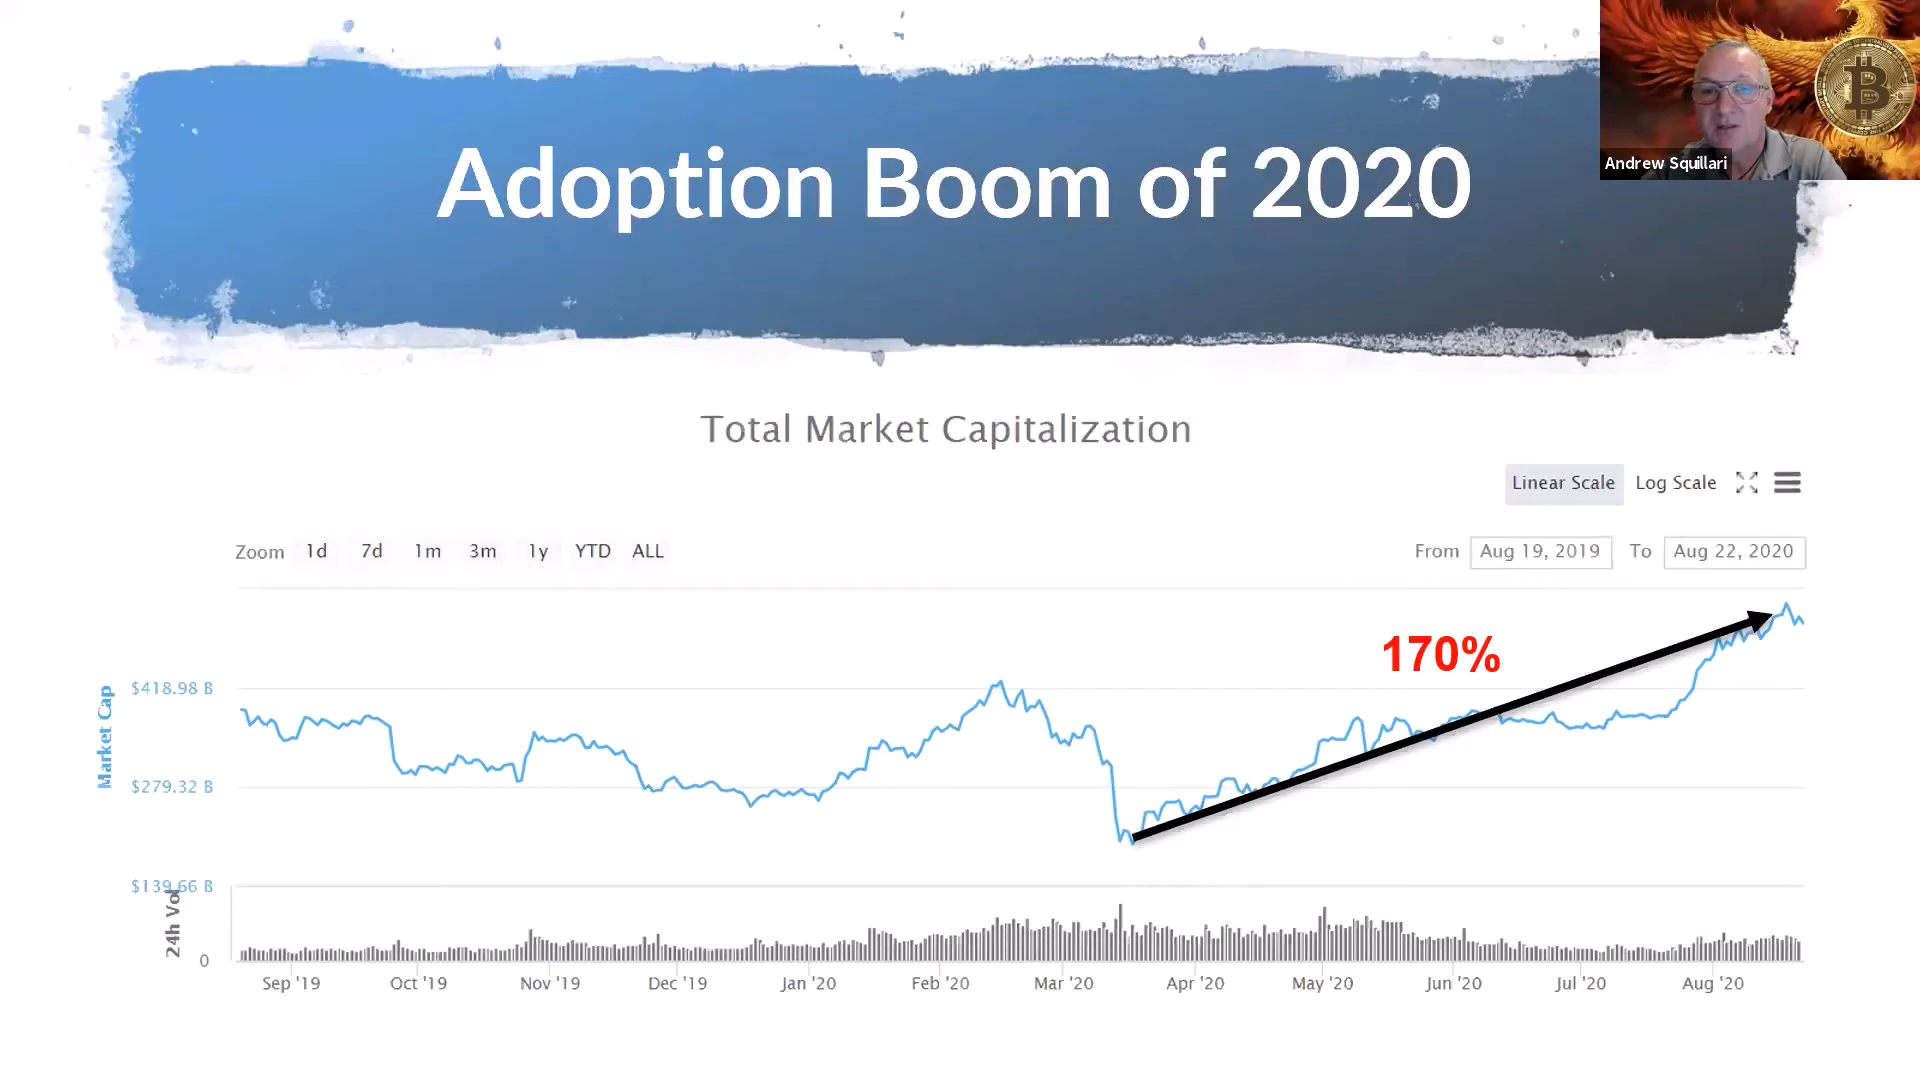 Adoption Boom of 2020
Andrew Squillari
Total Market Capitalization
Linear Scale Log Scale
Zoom 1d 7d 1m 3m 1y YTD ALL
From Aug 19, 2019 To Aug 22, 2020
170%
Market Cap
$418.98 B
$279.32 B
$139.66 B
24h Vol
0
Sep '19 Oct '19 Nov '19 Dec '19 Jan '20 Feb '20 Mar '20 Apr '20 May '20 Jun '20 Jul '20 Aug '20